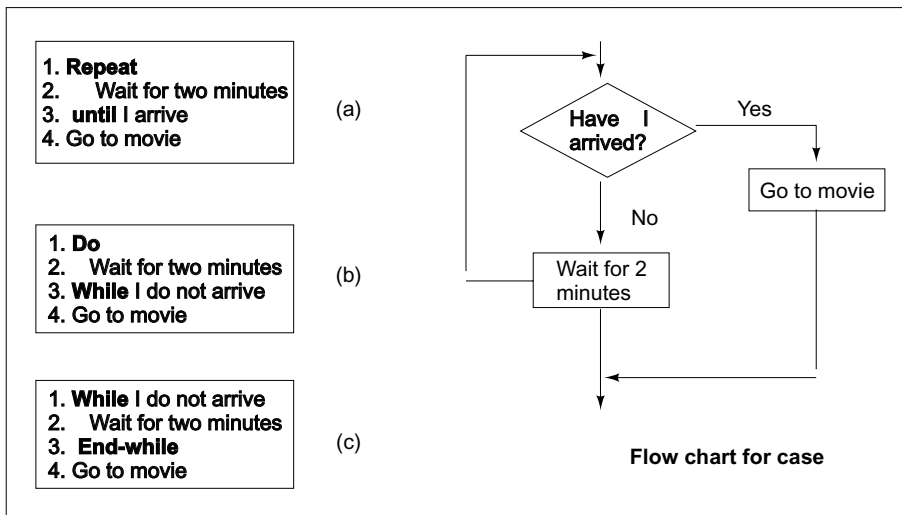 1. Repeat
2. Wait for two minutes
3. until I arrive
4. Go to movie
(a)
1. Do
2. Wait for two minutes
3. While I do not arrive
4. Go to movie
(b)
1. While I do not arrive
2. Wait for two minutes
3. End-while
4. Go to movie
(c)
Have I
arrived?
Yes
Go to movie
No
Wait for 2
minutes
Flow chart for case